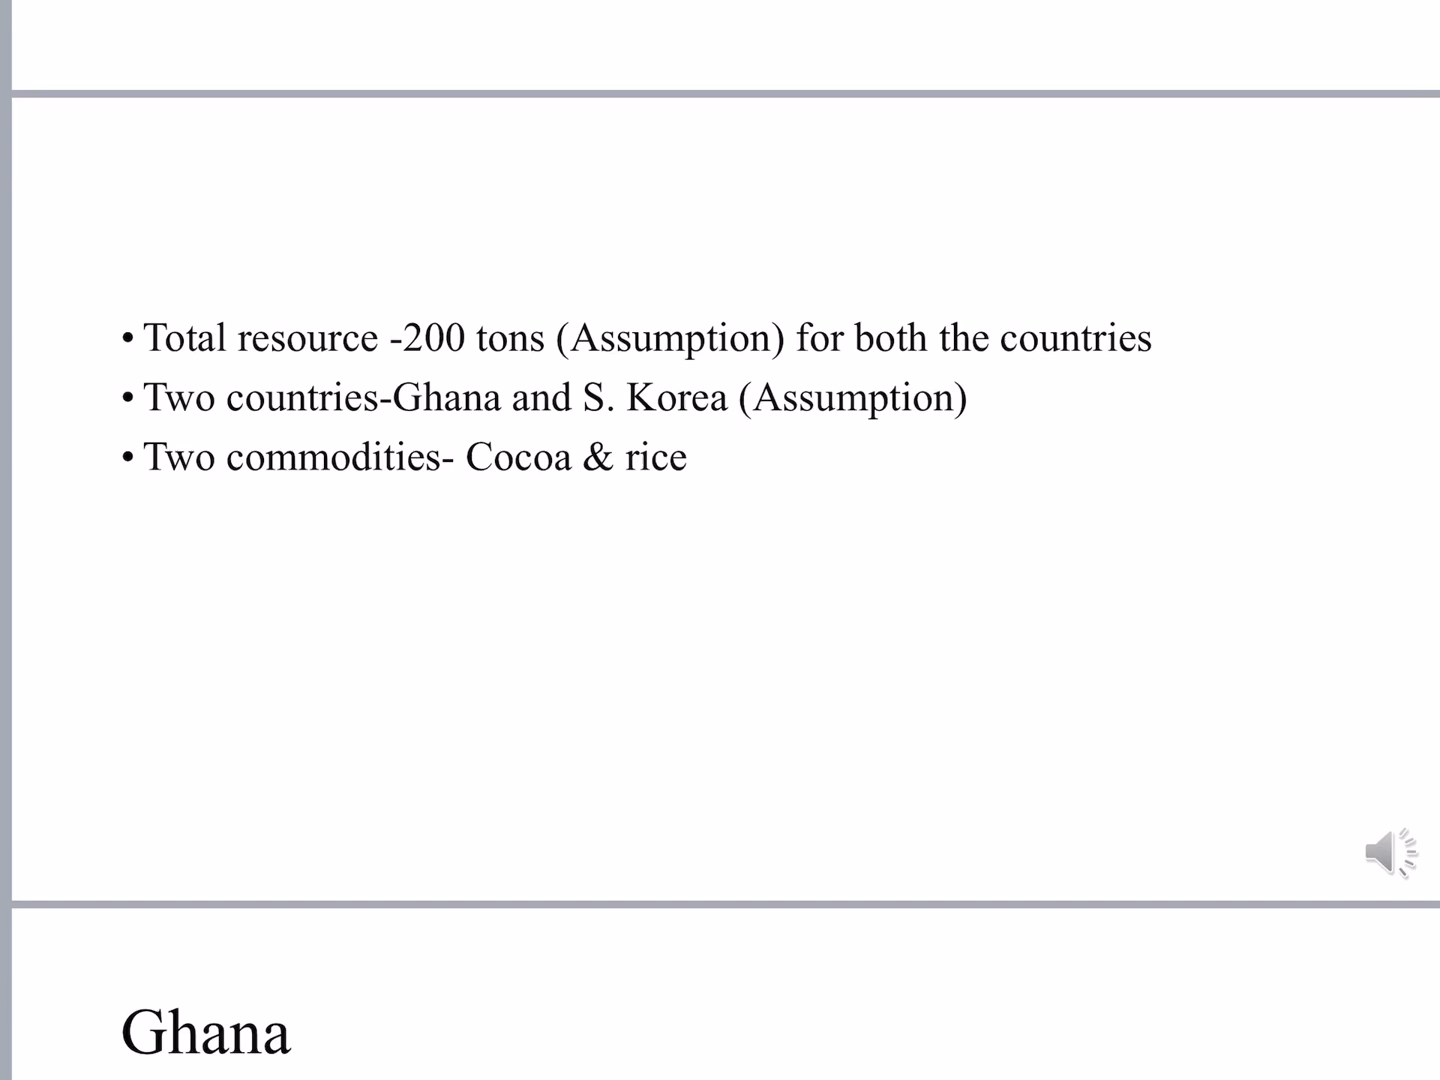 • Total resource -200 tons (Assumption) for both the countries
• Two countries-Ghana and S. Korea (Assumption)
• Two commodities- Cocoa & rice
Ghana